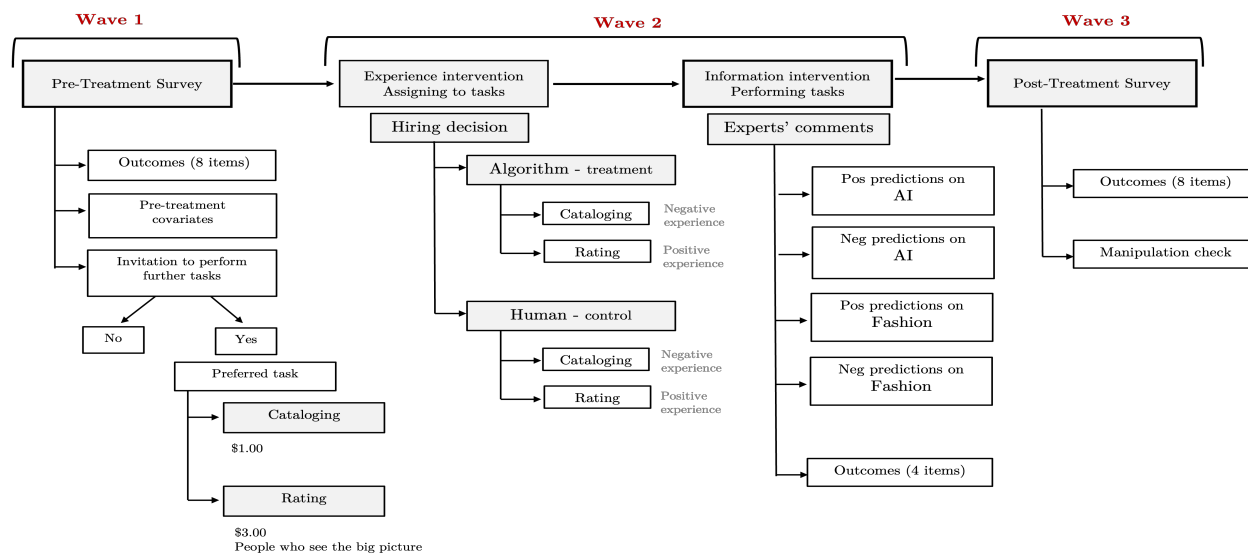 Wave 1
Wave 2
Wave 3
Pre-Treatment Survey
Experience intervention
Assigning to tasks
Information intervention
Performing tasks
Post-Treatment Survey
Outcomes (8 items)
Pre-treatment
covariates
Invitation to perform
further tasks
No
Yes
Preferred task
Cataloging
$1.00
Rating
$3.00
People who see the big picture
Hiring decision
Algorithm - treatment
Cataloging
Negative
experience
Rating
Positive
experience
Human - control
Cataloging
Negative
experience
Rating
Positive
experience
Experts' comments
Pos predictions on
AI
Neg predictions on
AI
Pos predictions on
Fashion
Neg predictions on
Fashion
Outcomes (4 items)
Outcomes (8 items)
Manipulation check